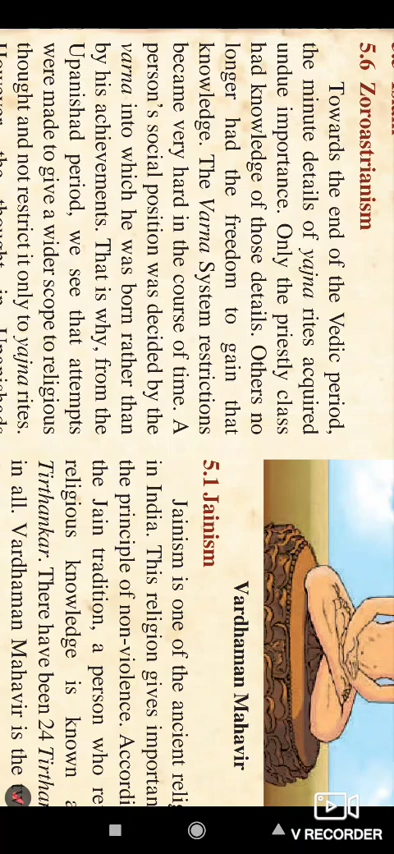 5.6 Zoroastrianism
Towards the end of the Vedic period,
the minute details of yajna rites acquired
undue importance. Only the priestly class
had knowledge of those details. Others no
longer had the freedom to gain that
knowledge. The Varna System restrictions
became very hard in the course of time. A
person's social position was decided by the
varna into which he was born rather than
by his achievements. That is why, from the
Upanishad period, we see that attempts
were made to give a wider scope to religious
thought and not restrict it only to yajna rites.
However, the thought in Upanishads
Vardhaman Mahavir
5.1 Jainism
Jainism is one of the ancient relig
in India. This religion gives importan
the principle of non-violence. Accordi
the Jain tradition, a person who re
religious knowledge is known a
Tirthankar. There have been 24 Tirthan
in all. Vardhaman Mahavir is the
V RECORDER